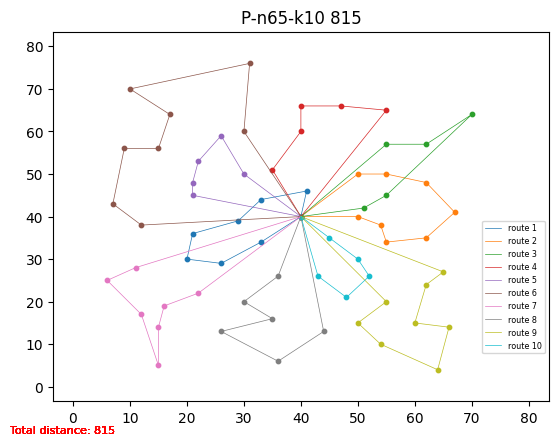 P-n65-k10 815
80
70
60
50
40
30
20
10
0
0 10 20 30 40 50 60 70 80
route 1
route 2
route 3
route 4
route 5
route 6
route 7
route 8
route 9
route 10
Total distance: 815